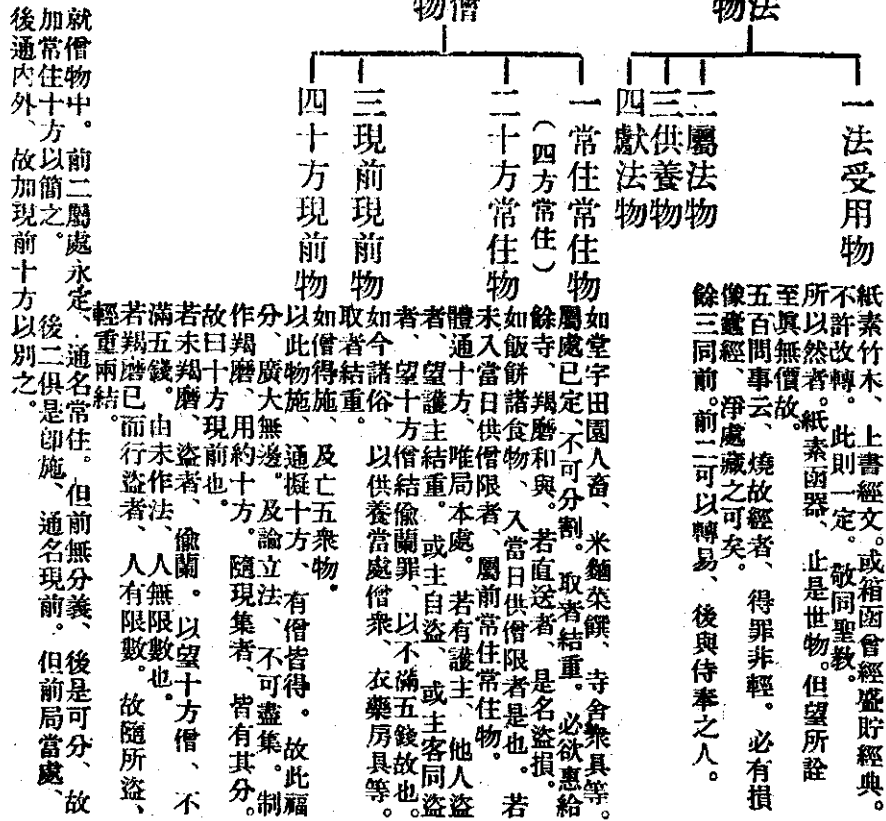 法物
一法受用物
紙素竹木、上書經文。或箱函曾經盛貯經典。
不許改轉。此則一定。敬同聖教。
所以然者。紙素函器、止是世物。但望所詮
至眞無價故。
五百問事云、燒故經者、得罪非輕。必有損
像蠹經、淨處藏之可矣。
二屬法物
三供養物
四獻法物
餘三同前。前二可以轉易、後與侍奉之人。
僧物
一常住常住物
（四方常住）
如堂宇田園人畜、米麵菜饌、寺舍衆具等。
屬處已定、不可分割。取者結重。必欲惠給
餘寺、羯磨和與。若直送者、是名盜損。
二十方常住物
如飯餠諸食物、入當日供僧限者是也。若
未入當日供僧限者、屬前常住常住物。
體通十方、唯局本處。若有護主、他人盜
者、望護主結重。或主自盜、或主客同盜
者、望十方僧結偸蘭罪、以不滿五錢故也。
三現前現前物
如今諸俗、以供養當處僧衆、衣藥房具等。
取者結重。
四十方現前物
如僧得施、及亡五衆物。
以此物施、通擬十方、有僧皆得。故此福
分、廣大無邊。及論立法、不可盡集。制
作羯磨、用約十方。隨現集者、皆有其分。
故曰十方現前也。
若未羯磨、盜者、偸蘭。以望十方僧、不
滿五錢。由未作法、人無限數也。
若羯磨已而行盜者、人有限數。故隨所盜、
輕重兩結。
就僧物中。前二屬處永定、通名常住。但前無分義、後是可分、故
加常住十方以簡之。後二俱是卽施、通名現前。但前局當處、
後通內外、故加現前十方以別之。